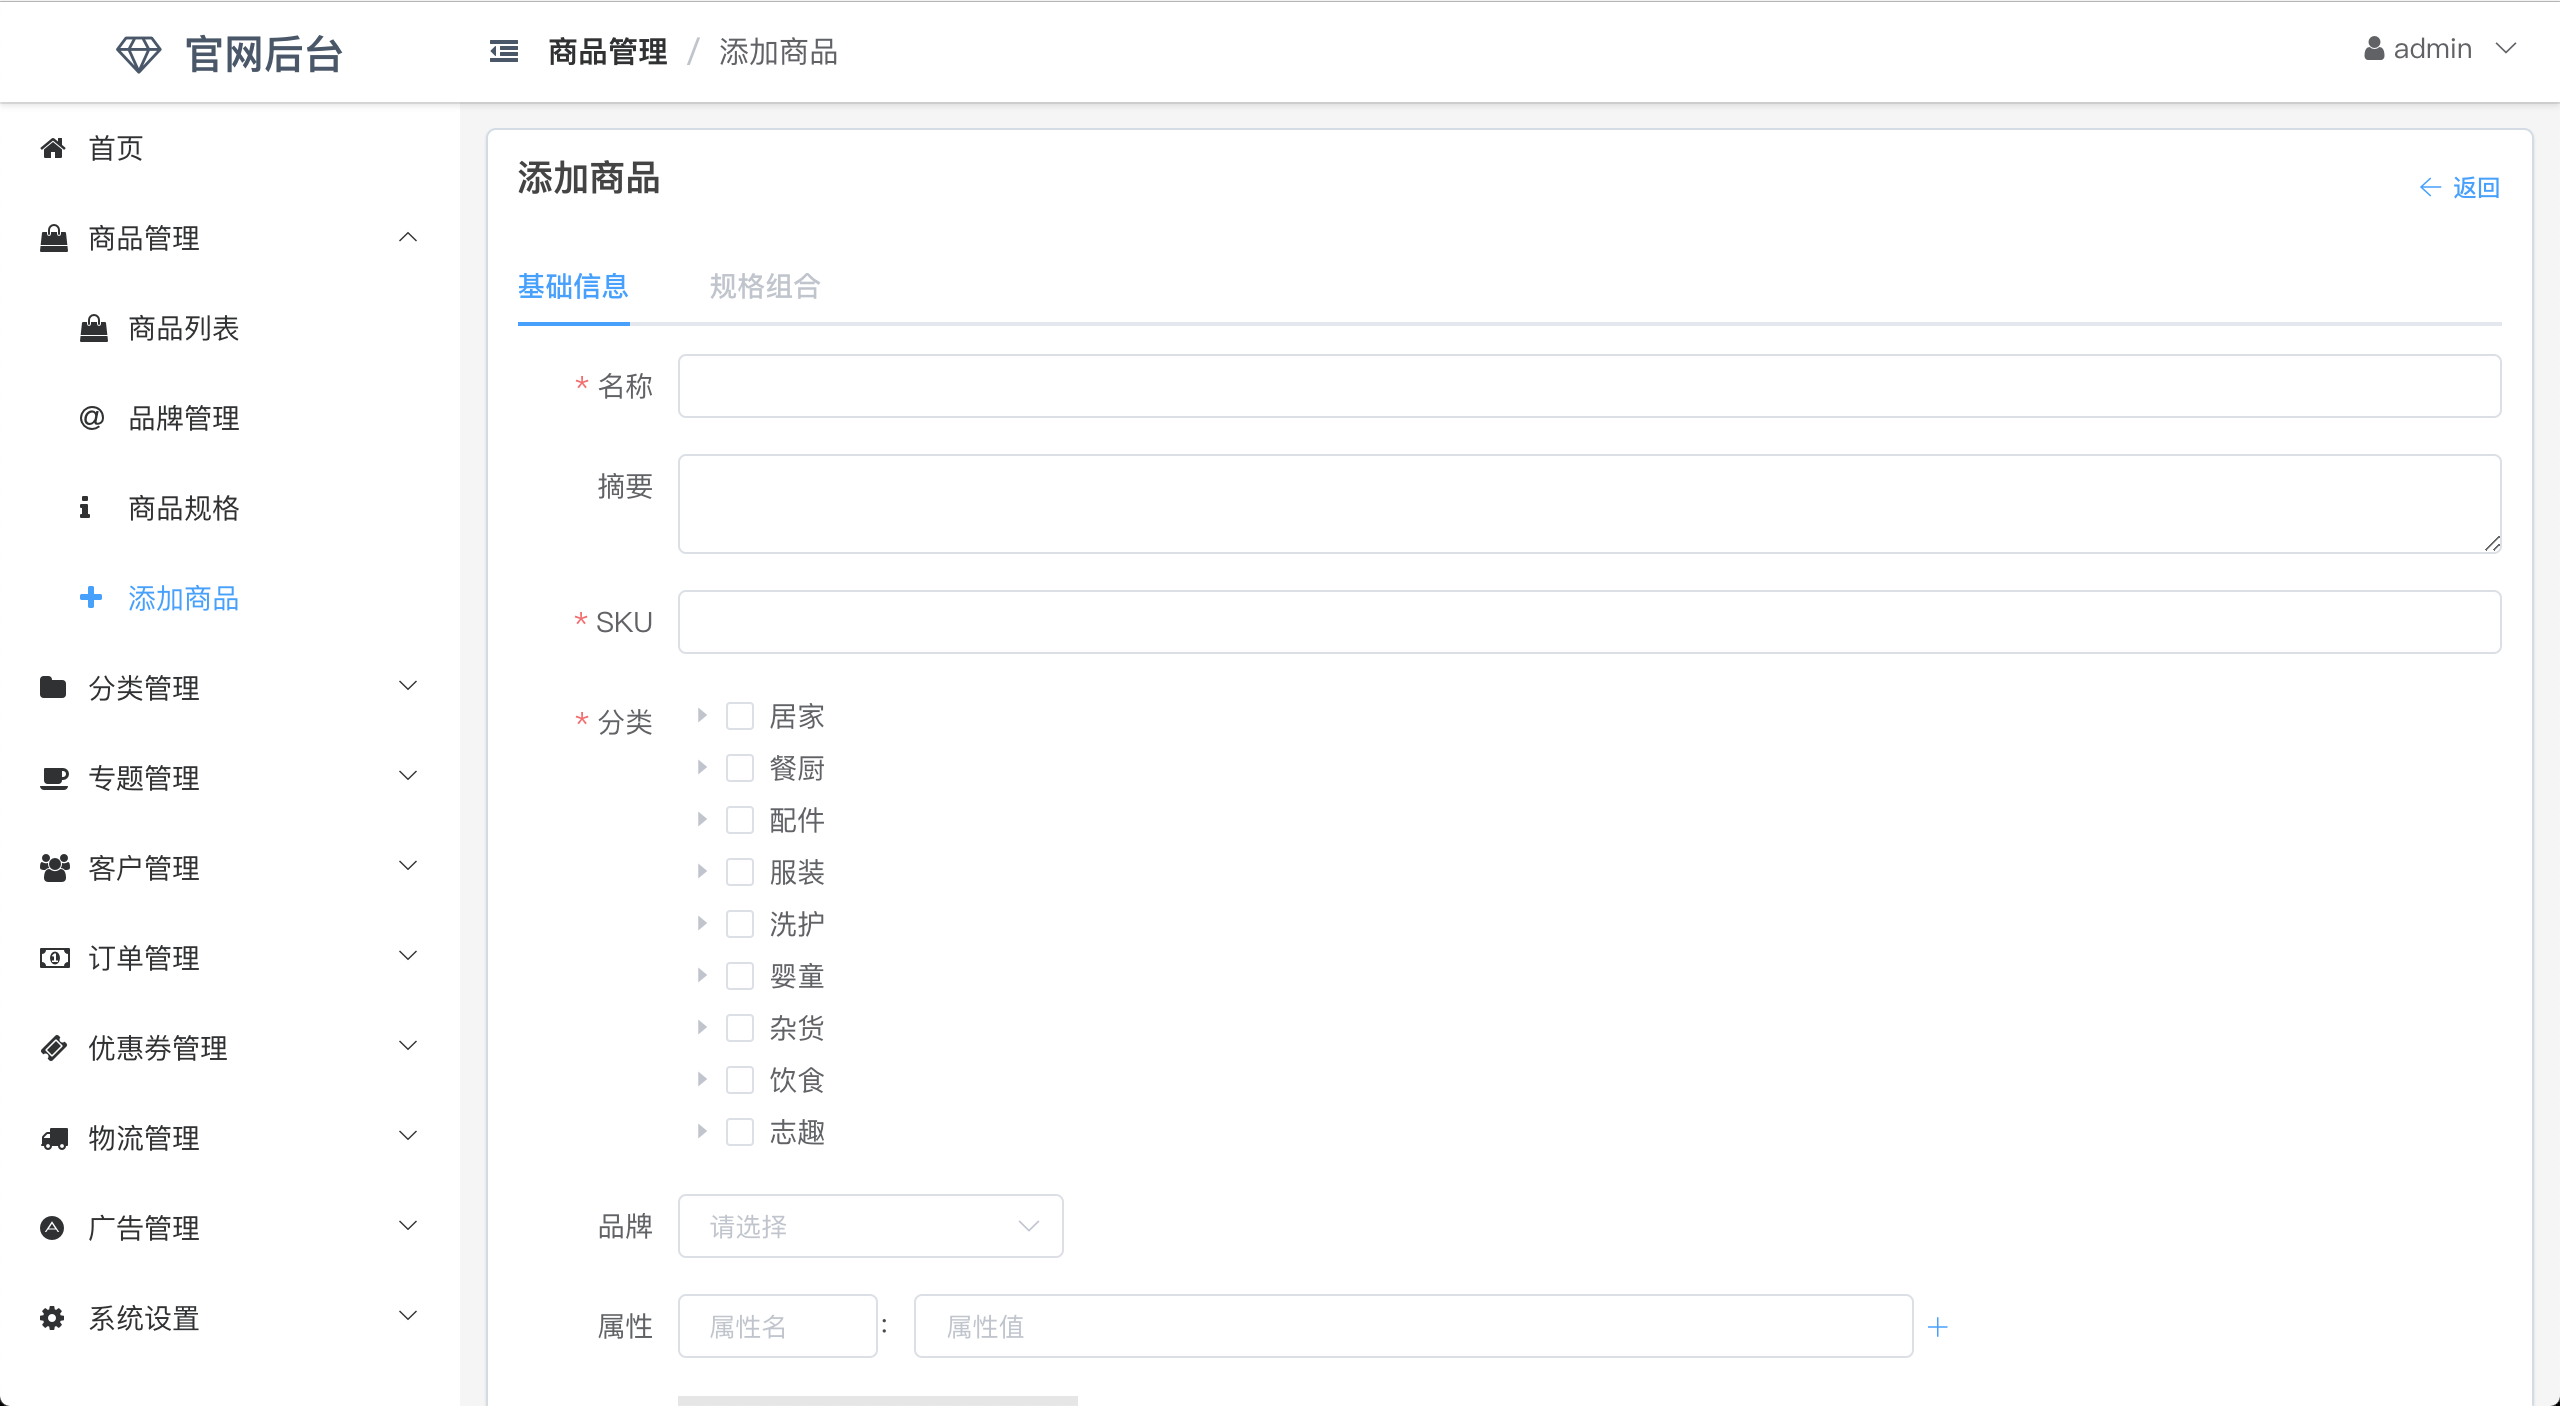 官网后台
商品管理 / 添加商品
admin
首页
商品管理
商品列表
品牌管理
商品规格
添加商品
分类管理
专题管理
客户管理
订单管理
优惠券管理
物流管理
广告管理
系统设置
添加商品
返回
基础信息
规格组合
* 名称
摘要
* SKU
* 分类
居家
餐厨
配件
服装
洗护
婴童
杂货
饮食
志趣
品牌 请选择
属性 属性名 : 属性值